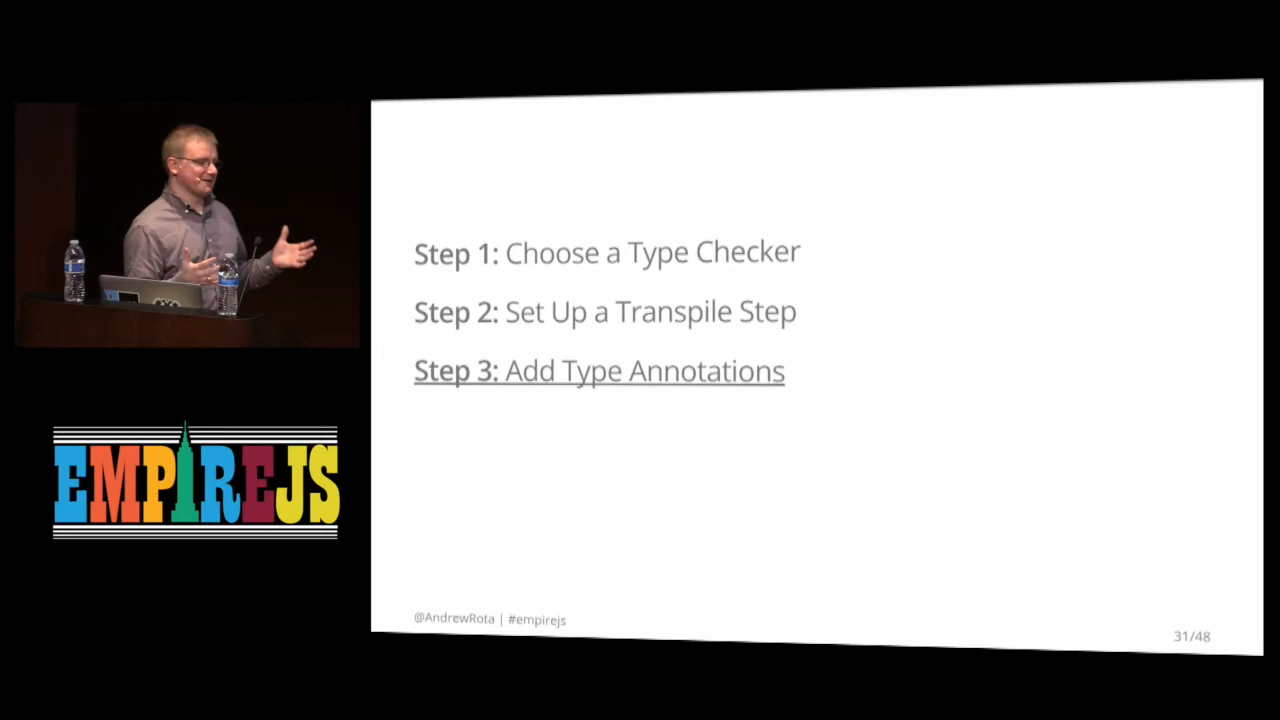 Step 1: Choose a Type Checker
Step 2: Set Up a Transpile Step
Step 3: Add Type Annotations
EMPIREJS
@AndrewRota | #empirejs
31/48